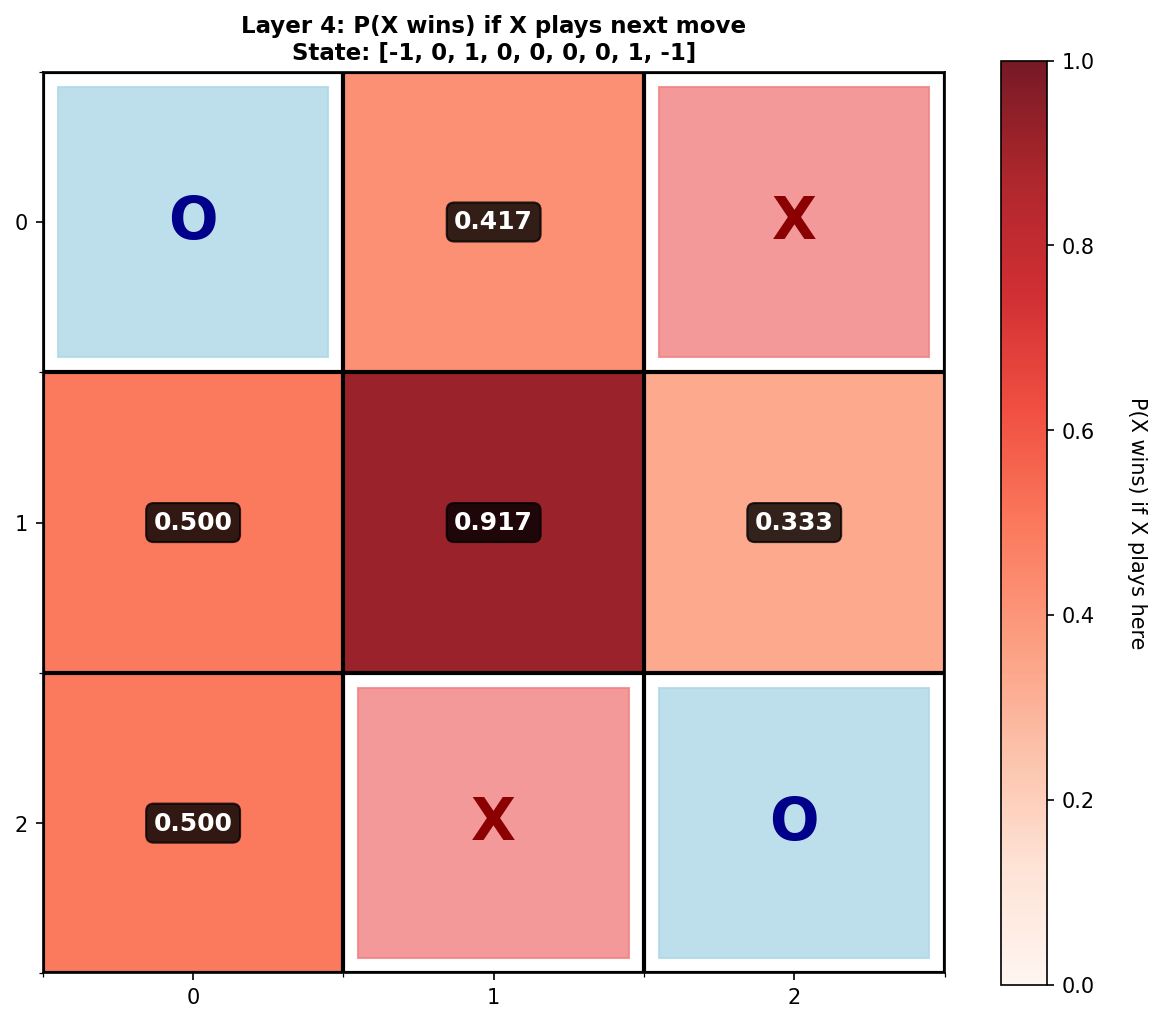 Layer 4: P(X wins) if X plays next move
State: [-1, 0, 1, 0, 0, 0, 0, 1, -1]
O
0.417
X
0.500
0.917
0.333
0.500
X
O
0
1
2
0
1
2
1.0
0.8
0.6
0.4
0.2
0.0
P(X wins) if X plays here